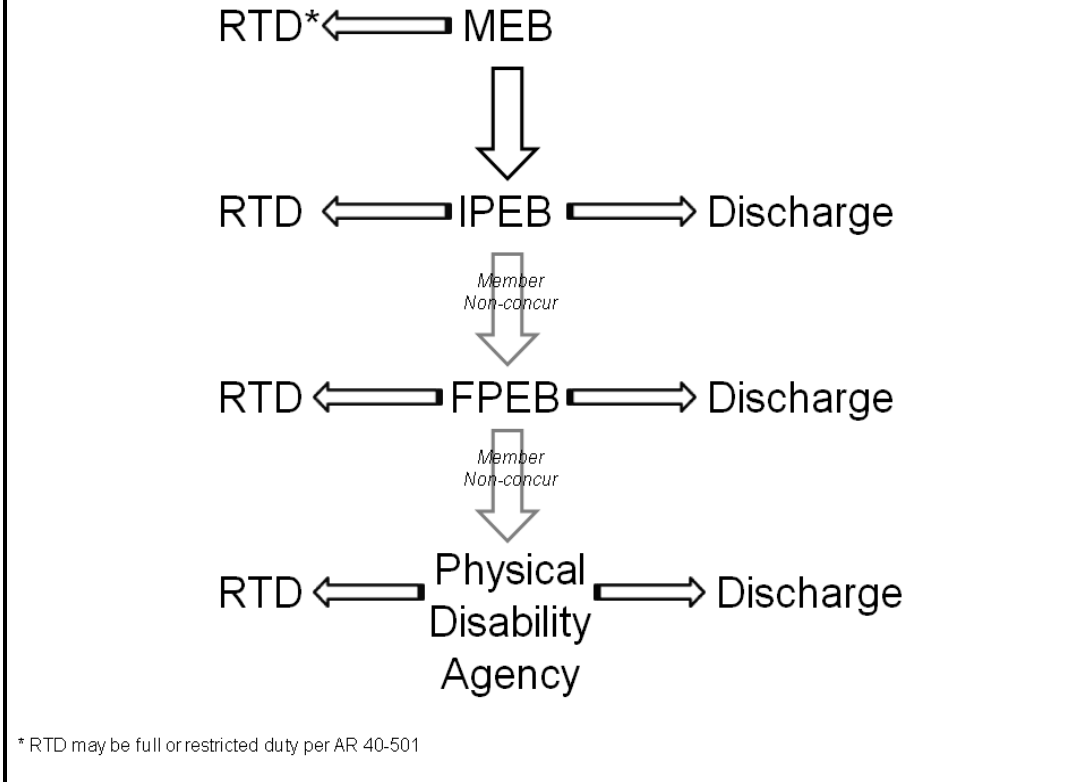 RTD* MEB
RTD IPEB Discharge
Member
Non-concur
RTD FPEB Discharge
Member
Non-concur
RTD Physical Disability Agency Discharge
* RTD may be full or restricted duty per AR 40-501